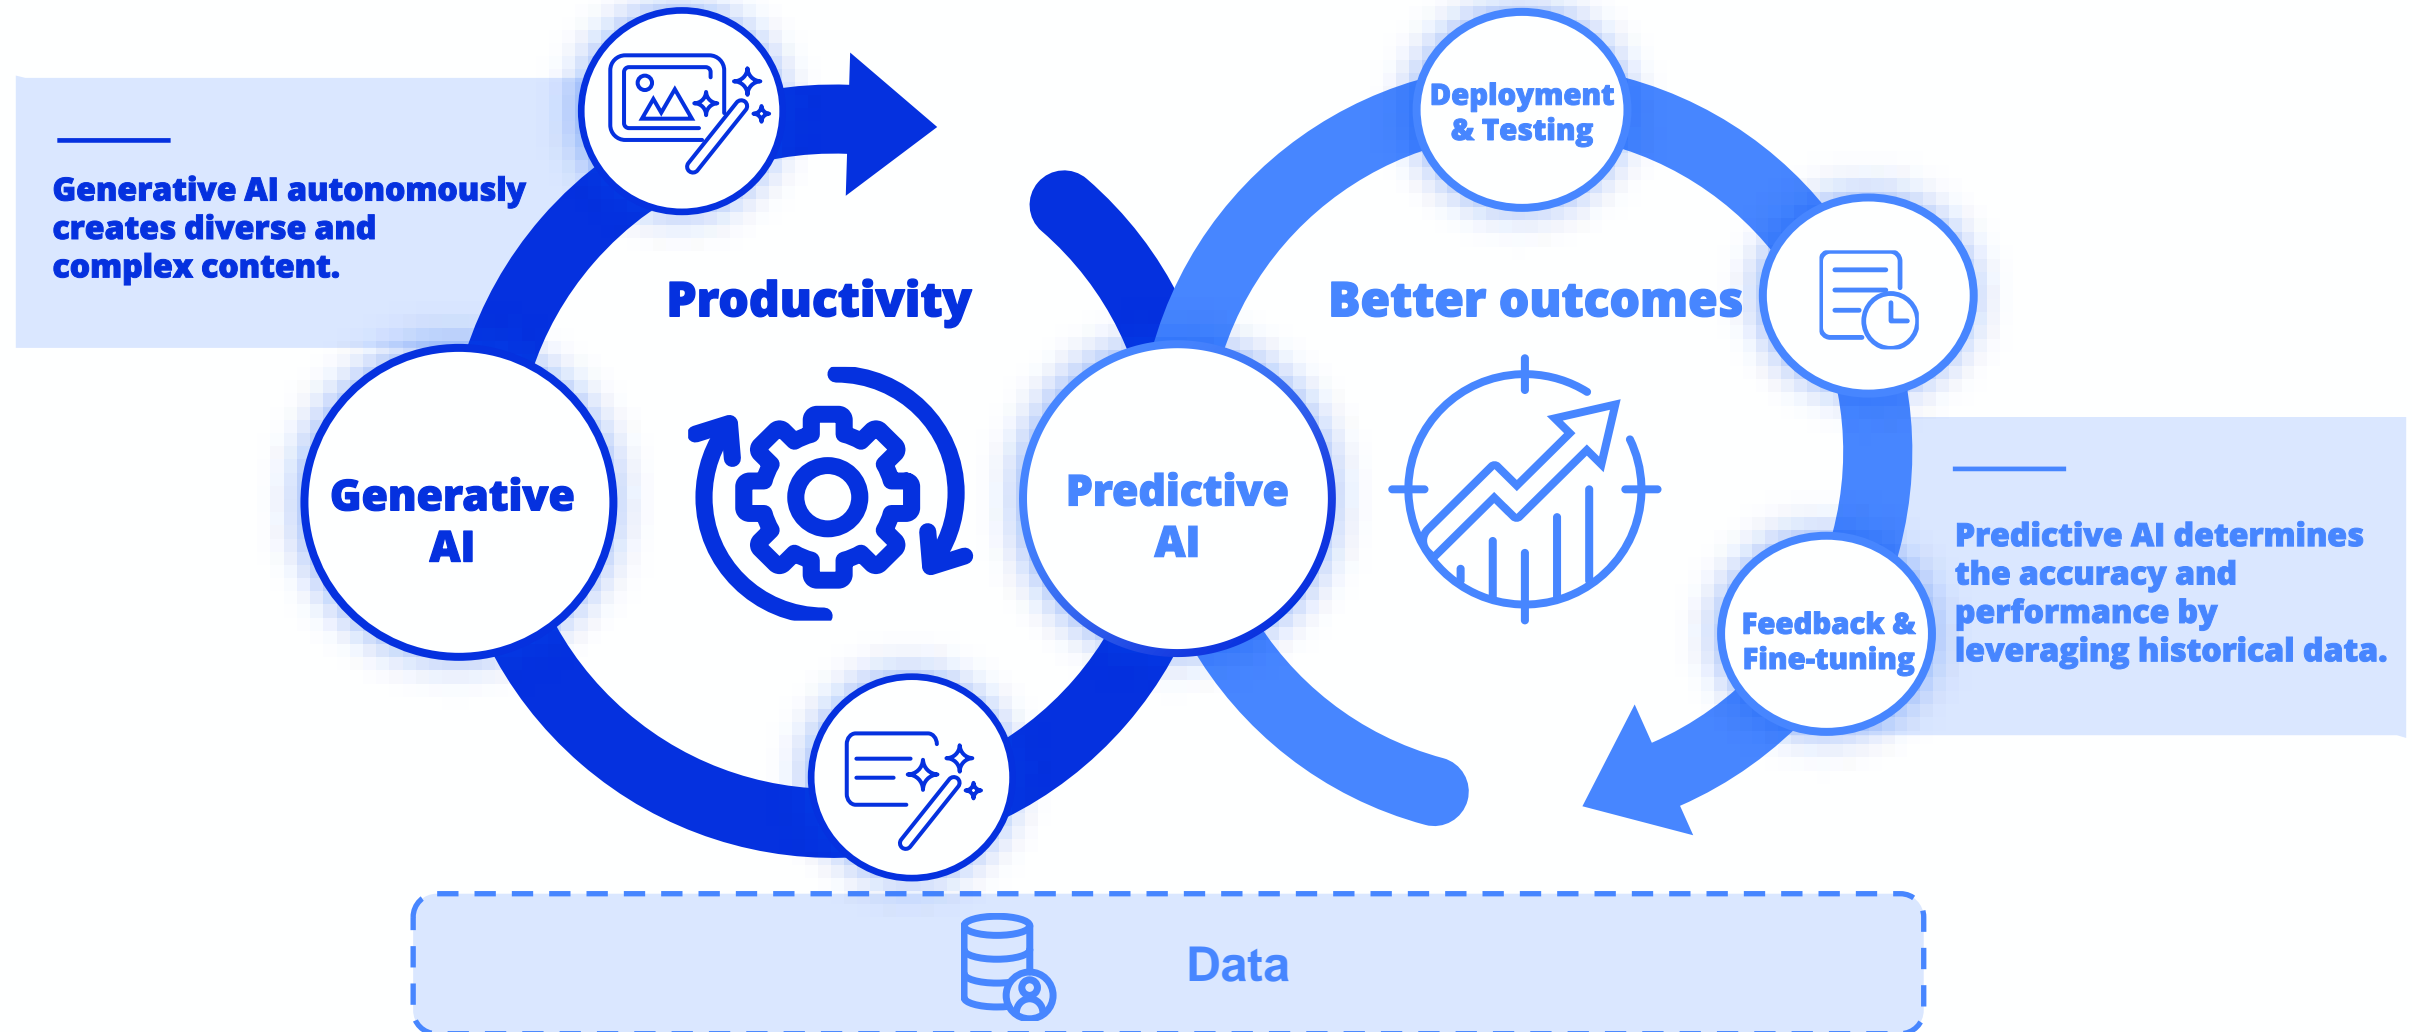 Deployment
& Testing
Generative AI autonomously
creates diverse and
complex content.
Productivity
Better outcomes
Generative
AI
Predictive
AI
Predictive AI determines
the accuracy and
performance by
leveraging historical data.
Feedback &
Fine-tuning
Data